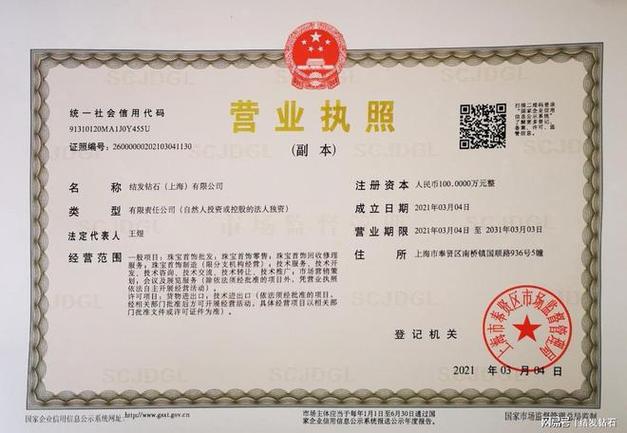 SCJDGL
统一社会信用代码
91310120MA1J0Y455U
证照编号:26000000202103041130
营业执照
(副本)
扫描二维码登录
“国家企业信用
信息公示系统”
了解更多登记、
备案、许可、监
管信息。
名称 结发钻石(上海)有限公司
类型 有限责任公司(自然人投资或控股的法人独资)
法定代表人 王煜
经营范围 一般项目:珠宝首饰批发;珠宝首饰零售;珠宝首饰回收修理
服务;珠宝首饰制造(限分支机构经营);技术服务、技术开
发、技术咨询、技术交流、技术转让、技术推广;市场营销策
划;会议及展览服务(除依法须经批准的项目外,凭营业执照
依法自主开展经营活动)。
许可项目:货物进出口;技术进出口(依法须经批准的项目,
经相关部门批准后方可开展经营活动,具体经营项目以相关
部门批准文件或许可证件为准)。
注册资本 人民币100.0000万元整
成立日期 2021年03月04日
营业期限 2021年03月04日 至 2031年03月03日
住所 上海市奉贤区南桥镇国顺路936号5幢
登记机关
上海市奉贤区市场监督管理局
2021 年 03 月 04 日
国家企业信用信息公示系统网址:http://www.gsxt.gov.cn
市场主体应当于每年1月1日至6月30日通过国
家企业信用信息公示系统报送公示年度报告。
国家市场监督管理总局监制
搜狐号@结发钻石